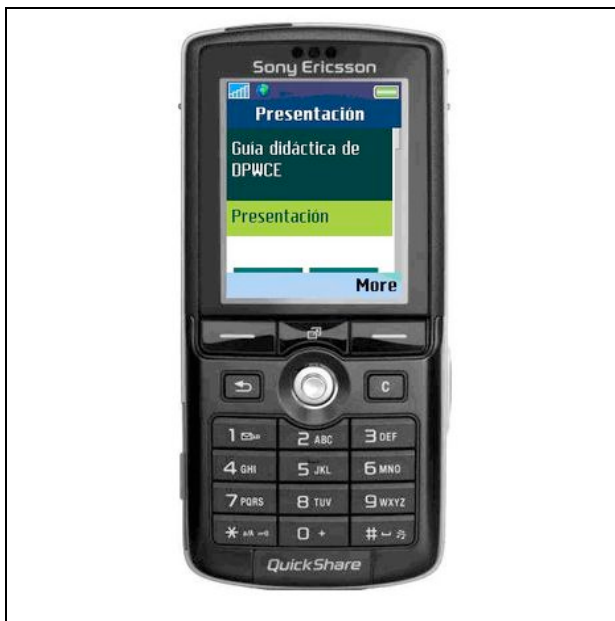 Sony Ericsson
Presentación
Guía didáctica de
DPWCE
Presentación
More
C
1
2 ABC
3 DEF
4 GHI
5 JKL
6 MNO
7 PQRS
8 TUV
9 WXYZ
* a/A
0 +
#
QuickShare